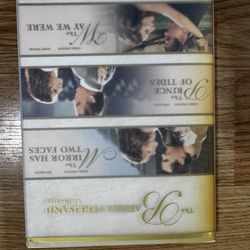 The
BARBRA STREISAND
Collection
The
MIRROR HAS
TWO FACES
The
PRINCE
OF TIDES
The
WAY WE WERE